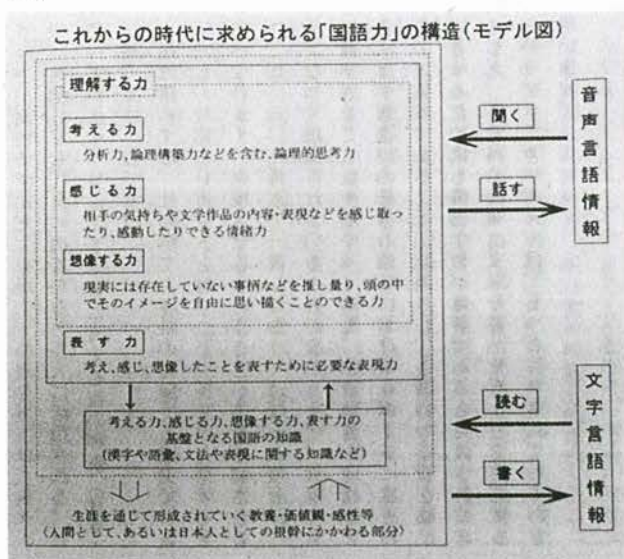 これからの時代に求められる「国語力」の構造(モデル図)
理解する力
考える力
分析力,論理構築力などを含む,論理的思考力
感じる力
相手の気持ちや文学作品の内容・表現などを感じ取っ
たり,感動したりできる情緒力
想像する力
現実には存在していない事柄などを推し量り,頭の中
でそのイメージを自由に思い描くことのできる力
表す力
考え,感じ,想像したことを表すために必要な表現力
考える力,感じる力,想像する力,表す力の
基盤となる国語の知識
(漢字や語彙,文法や表現に関する知識など)
生涯を通じて形成されていく教養・価値観・感性等
(人間として,あるいは日本人としての根幹にかかわる部分)
聞く
話す
音声言語情報
読む
書く
文字言語情報